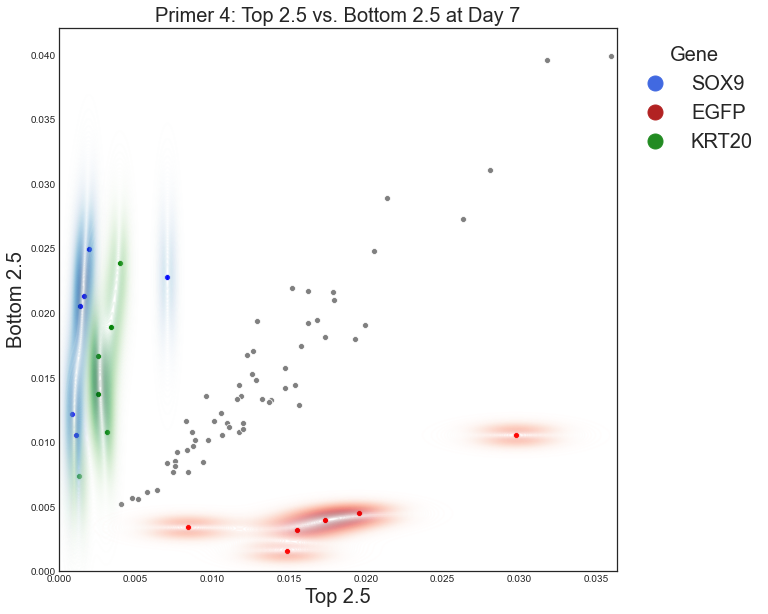 Primer 4: Top 2.5 vs. Bottom 2.5 at Day 7
Gene
SOX9
EGFP
KRT20
Bottom 2.5
0.040
0.035
0.030
0.025
0.020
0.015
0.010
0.005
0.000
0.000 0.005 0.010 0.015 0.020 0.025 0.030 0.035
Top 2.5